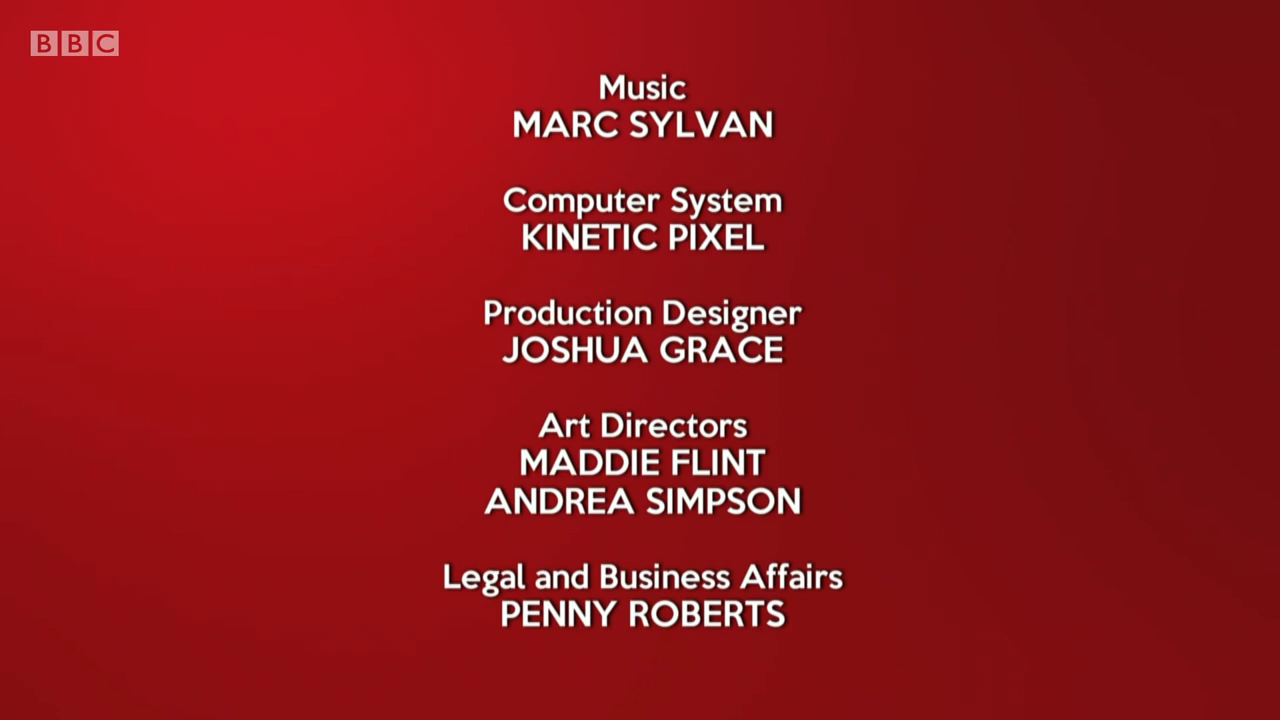 BBC
Music
MARC SYLVAN
Computer System
KINETIC PIXEL
Production Designer
JOSHUA GRACE
Art Directors
MADDIE FLINT
ANDREA SIMPSON
Legal and Business Affairs
PENNY ROBERTS